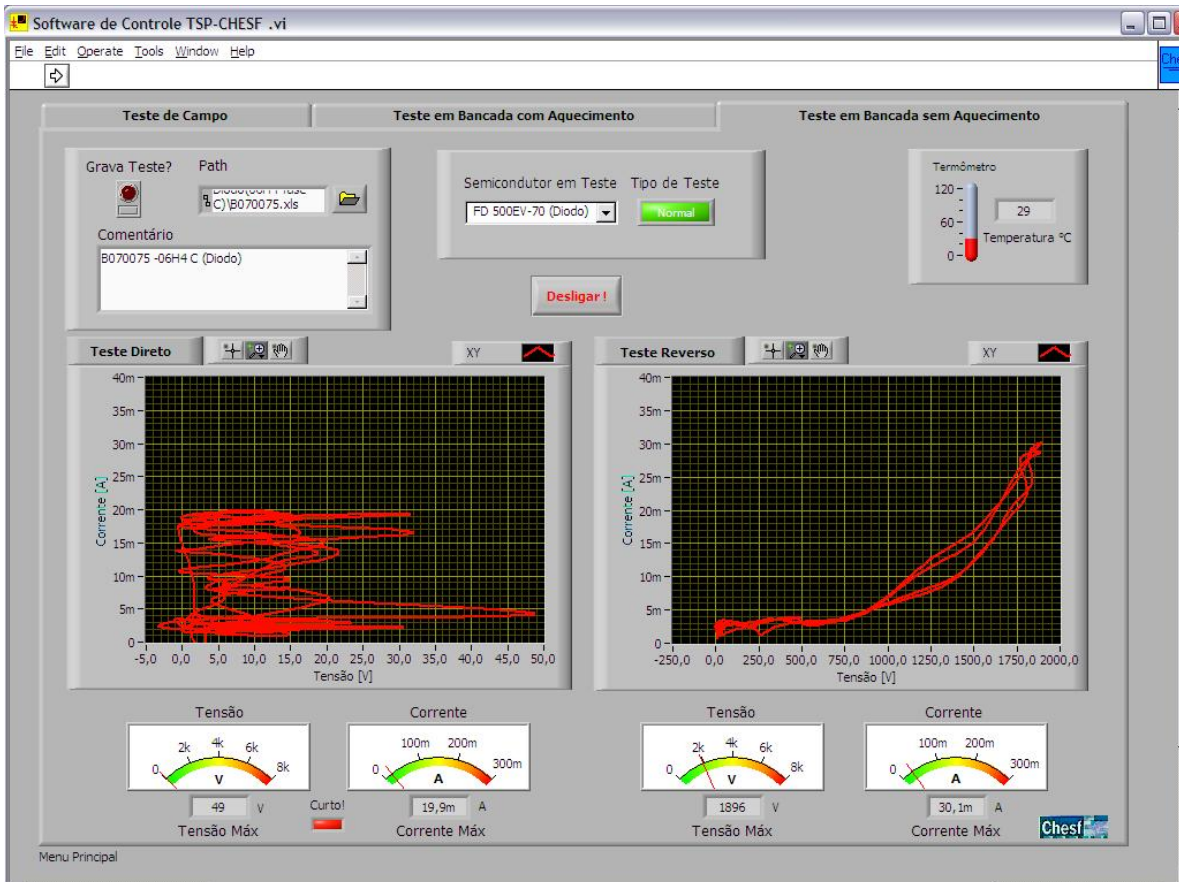 Software de Controle TSP-CHESF .vi
File Edit Operate Tools Window Help
Teste de Campo
Teste em Bancada com Aquecimento
Teste em Bancada sem Aquecimento
Grava Teste?
Path
C)\B070075.xls
Comentário
B070075 -06H4 C (Diodo)
Semicondutor em Teste
Tipo de Teste
FD 500EV-70 (Diodo)
Normal
Desligar !
Termômetro
120
60
0
29
Temperatura ºC
Teste Direto
XY
40m
35m
30m
25m
20m
15m
10m
5m
0
Corrente [A]
-5,0 0,0 5,0 10,0 15,0 20,0 25,0 30,0 35,0 40,0 45,0 50,0
Tensão [V]
Teste Reverso
XY
40m
35m
30m
25m
20m
15m
10m
5m
0
Corrente [A]
-250,0 0,0 250,0 500,0 750,0 1000,0 1250,0 1500,0 1750,0 2000,0
Tensão [V]
Tensão
0 2k 4k 6k 8k
V
49 V
Tensão Máx
Curto!
Corrente
0 100m 200m 300m
A
19,9m A
Corrente Máx
Tensão
0 2k 4k 6k 8k
V
1896 V
Tensão Máx
Corrente
0 100m 200m 300m
A
30,1m A
Corrente Máx
Chesf
Menu Principal